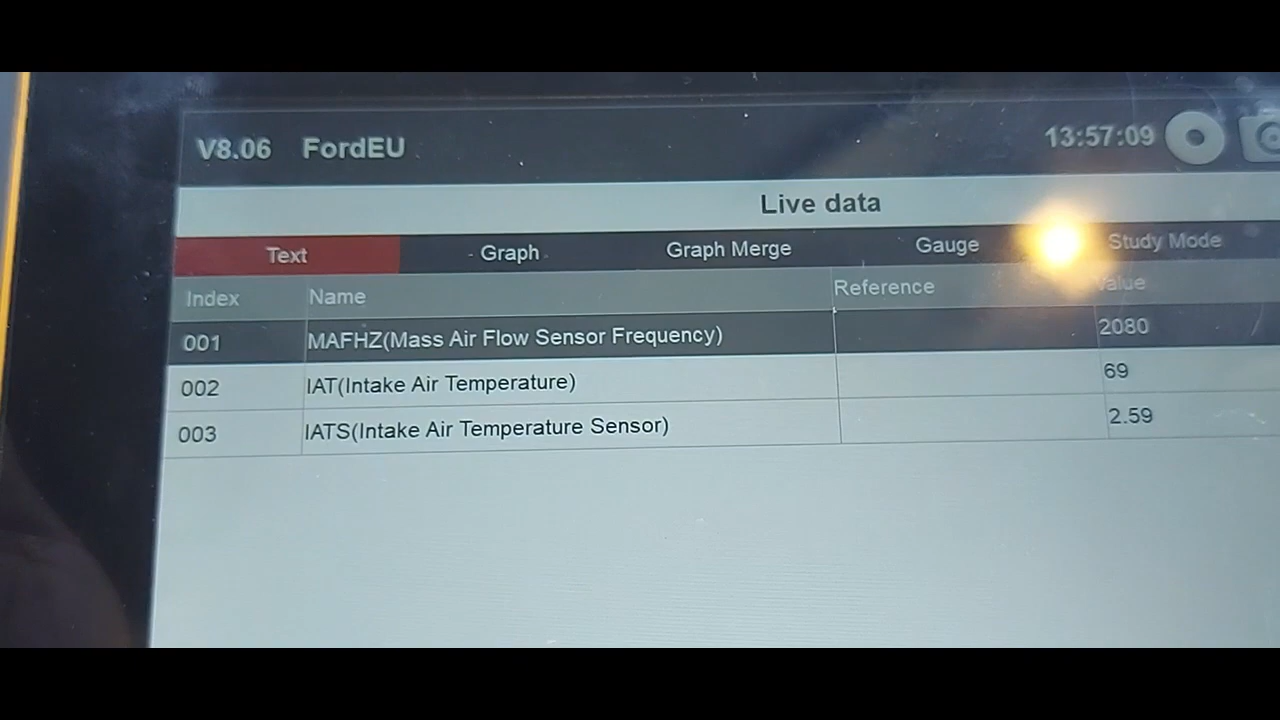 V8.06 FordEU 13:57:09
Live data
Text Graph Graph Merge Gauge Study Mode
Index Name Reference Value
001 MAFHZ(Mass Air Flow Sensor Frequency) 2080
002 IAT(Intake Air Temperature) 69
003 IATS(Intake Air Temperature Sensor) 2.59